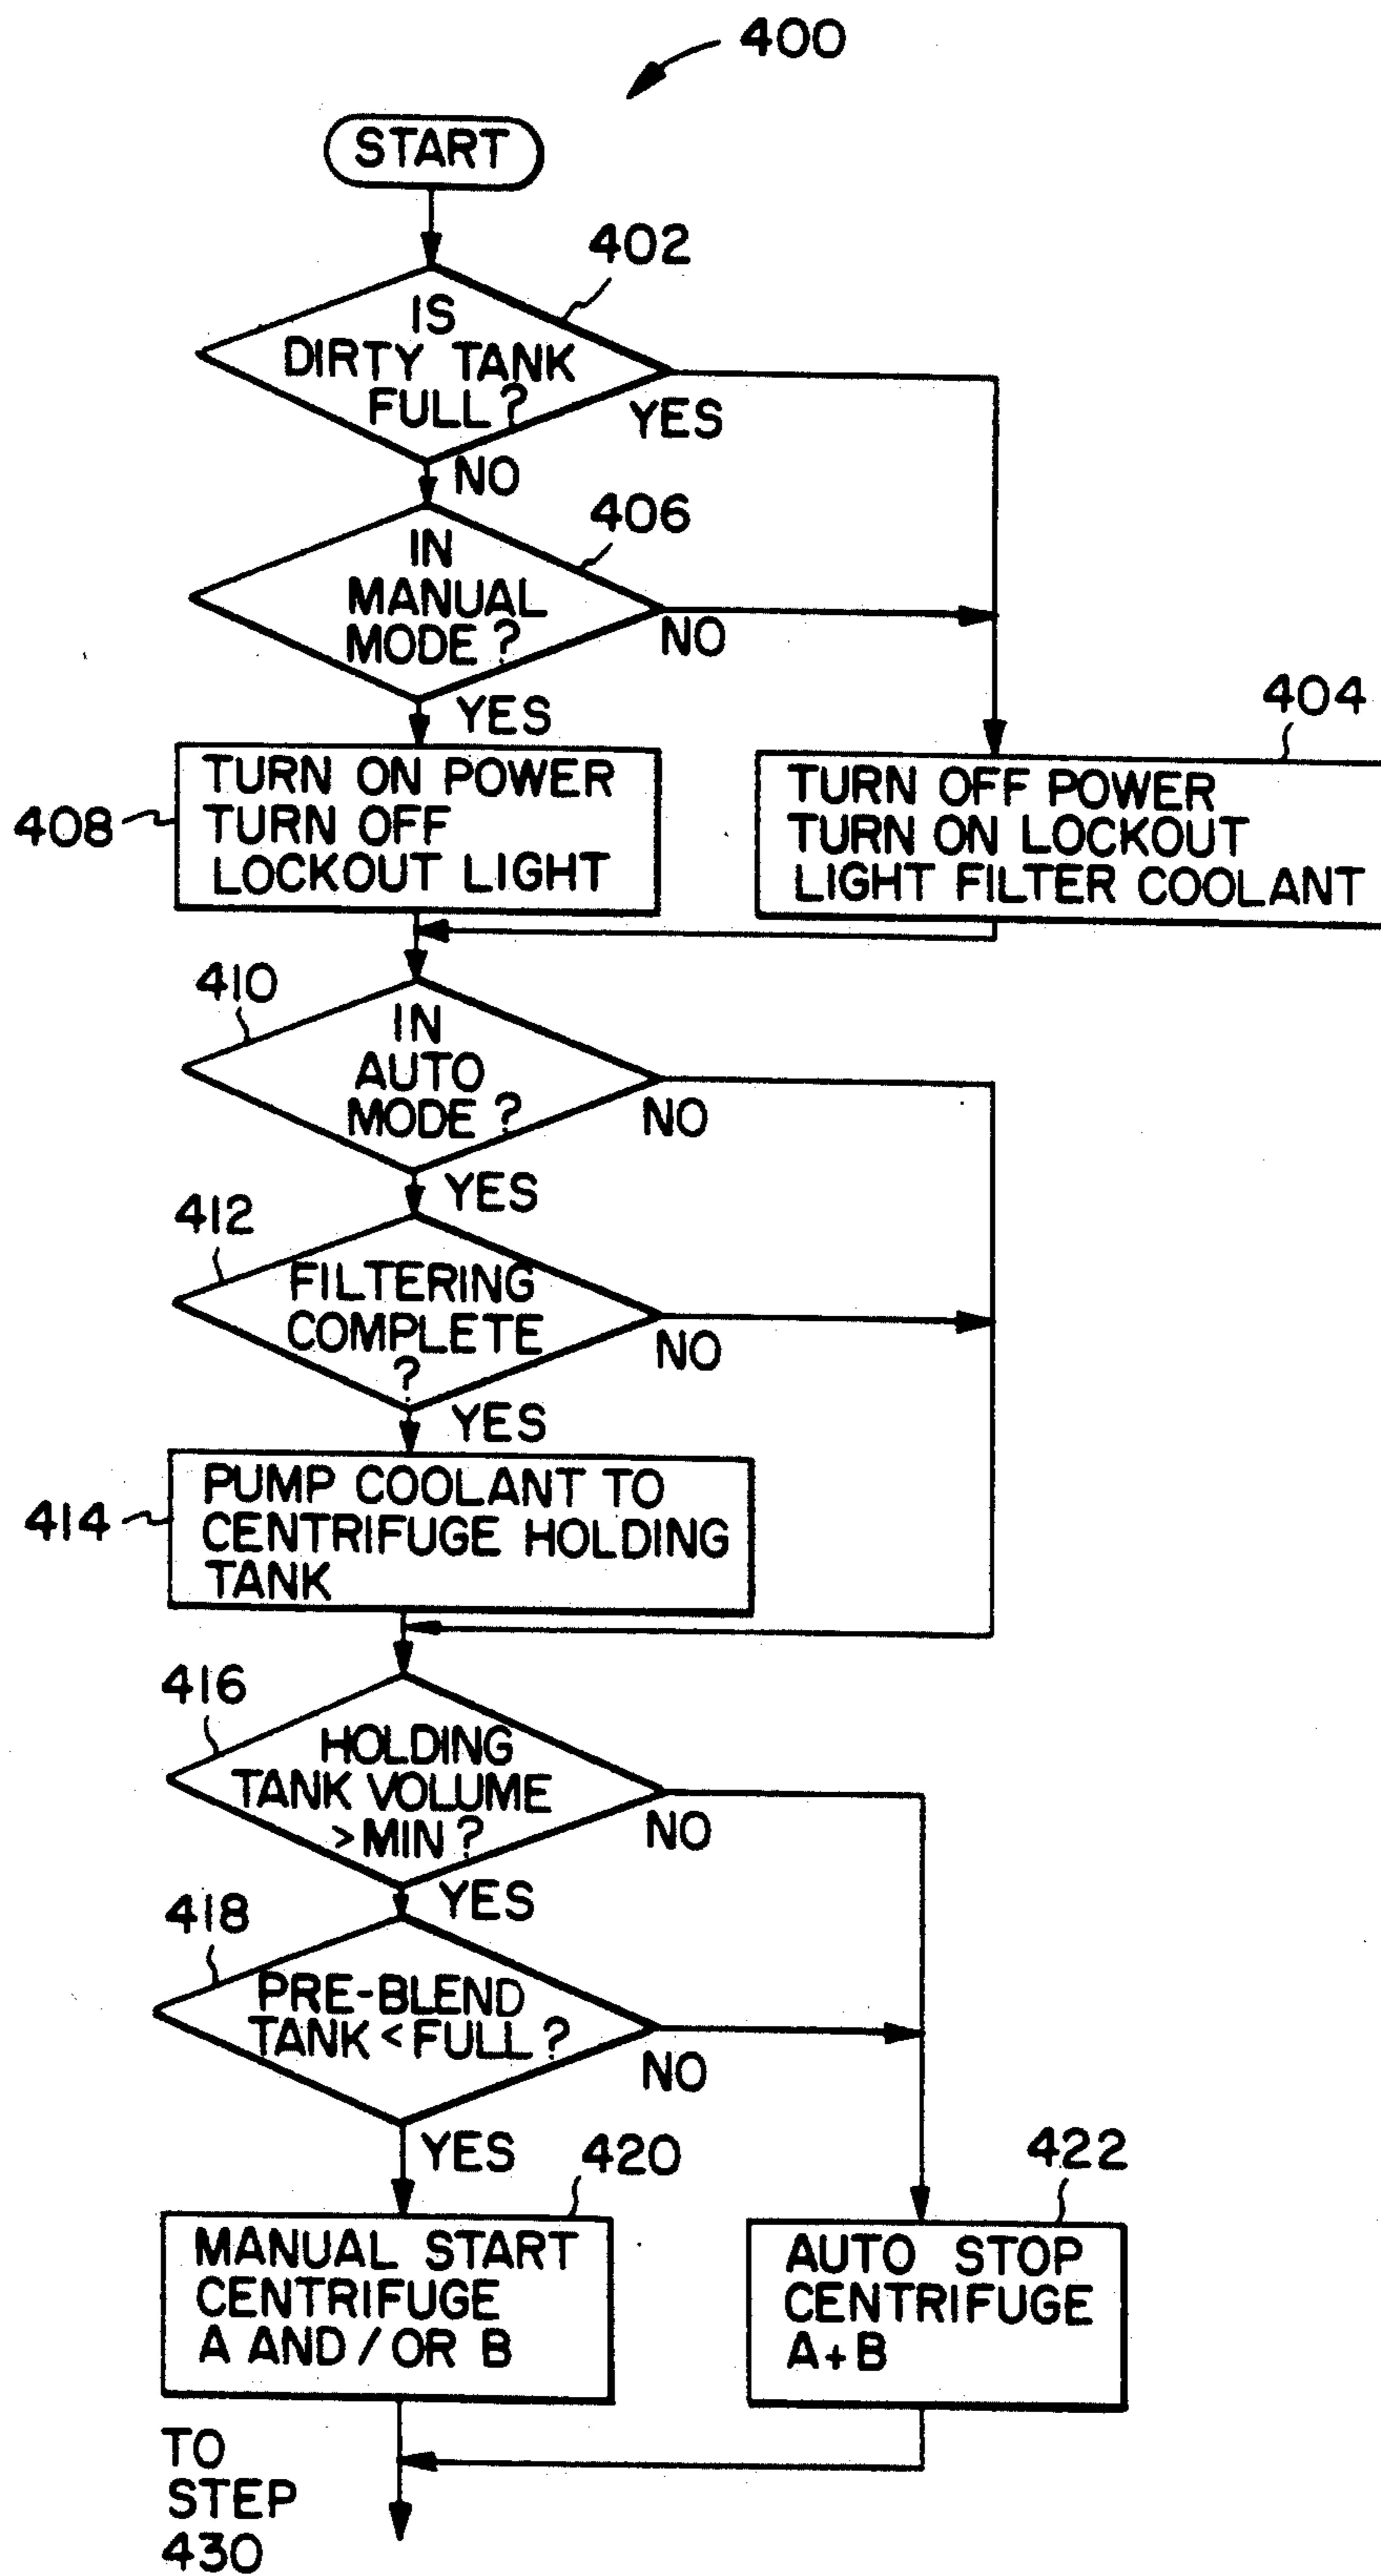 400
START
402
IS
DIRTY TANK
FULL?
YES
NO
406
IN
MANUAL
MODE?
NO
YES
404
408
TURN ON POWER
TURN OFF
LOCKOUT LIGHT
TURN OFF POWER
TURN ON LOCKOUT
LIGHT FILTER COOLANT
410
IN
AUTO
MODE?
NO
YES
412
FILTERING
COMPLETE
?
NO
YES
414
PUMP COOLANT TO
CENTRIFUGE HOLDING
TANK
416
HOLDING
TANK VOLUME
>MIN?
NO
YES
418
PRE-BLEND
TANK<FULL?
NO
YES
420
422
MANUAL START
CENTRIFUGE
A AND/OR B
AUTO STOP
CENTRIFUGE
A+B
TO
STEP
430